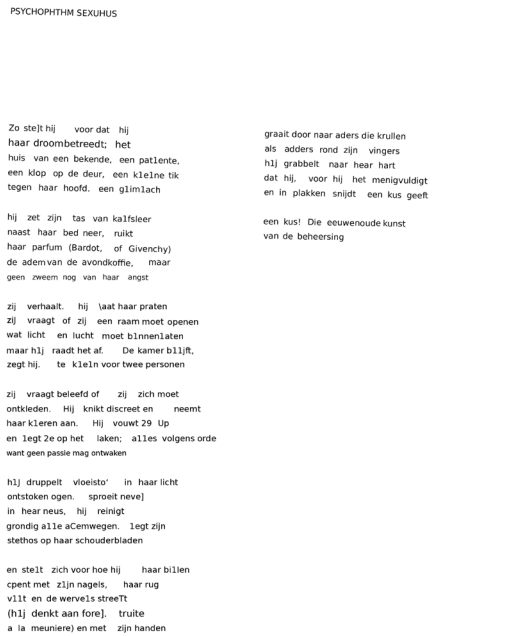 PSYCHOPHTHM SEXUHUS
Zo ste]t hij voor dat hij
haar droombetreedt; het
huis van een bekende, een pat1ente,
een klop op de deur, een k1e1ne tik
tegen haar hoofd. een g1im1ach
hij zet zijn tas van ka1fsleer
naast haar bed neer, ruikt
haar parfum (Bardot, of Givenchy)
de adem van de avondkoffie, maar
geen zweem nog van haar angst
zij verhaalt. hij \aat haar praten
zij vraagt of zij een raam moet openen
wat licht en lucht moet b1nnen1aten
maar h1j raadt het af. De kamer b11jft,
zegt hij. te k1e1n voor twee personen
zij vraagt beleefd of zij zich moet
ontkleden. Hij knikt discreet en neemt
haar k1eren aan. Hij vouwt 29 Up
en 1egt 2e op het laken; a11es volgens orde
want geen passie mag ontwaken
h1J druppelt vloeisto' in haar licht
ontstoken ogen. sproeit neve]
in hear neus, hij reinigt
grondig a11e aCemwegen. 1egt zijn
stethos op haar schouderbladen
en ste1t zich voor hoe hij haar bi1len
cpent met z1jn nagels, haar rug
v11t en de werve1s streeTt
(h1j denkt aan fore]. truite
a la meuniere) en met zijn handen
graait door naar aders die krullen
als adders rond zijn vingers
h1j grabbelt naar hear hart
dat hij, voor hij het menigvuldigt
en in plakken snijdt een kus geeft
een kus! Die eeuwenoude kunst
van de beheersing